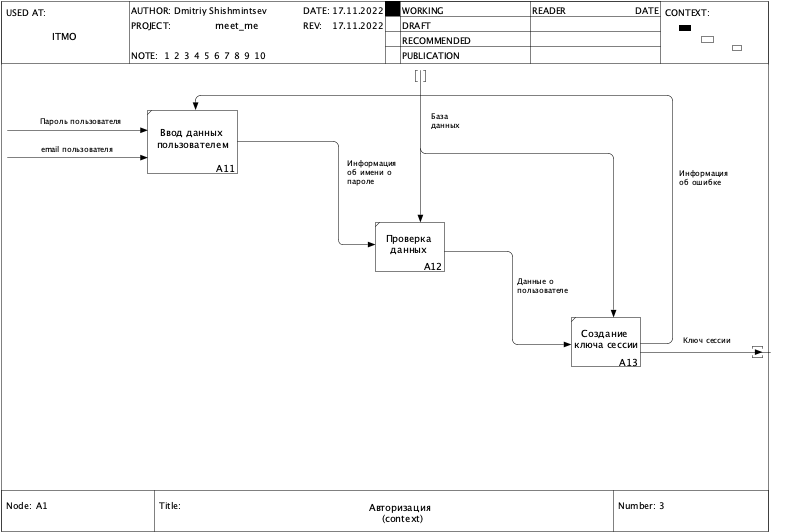 USED AT:
ITMO
AUTHOR: Dmitriy Shishmintsev
DATE: 17.11.2022
PROJECT: meet_me
REV: 17.11.2022
NOTE: 1 2 3 4 5 6 7 8 9 10
WORKING
DRAFT
RECOMMENDED
PUBLICATION
READER
DATE
CONTEXT:
Пароль пользователя
email пользователя
Ввод данных
пользователем
A11
База
данных
Информация
об имени о
пароле
Информация
об ошибке
Проверка
данных
A12
Данные о
пользователе
Создание
ключа сессии
A13
Ключ сессии
Node: A1
Title:
Авторизация
(context)
Number: 3